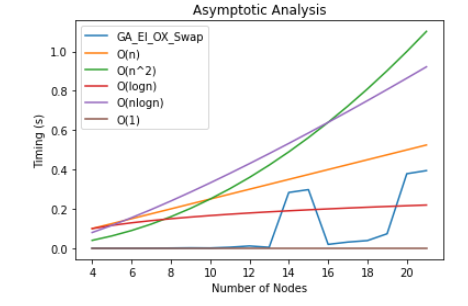 Asymptotic Analysis
GA_EI_OX_Swap
O(n)
O(n^2)
O(logn)
O(nlogn)
O(1)
Timing (s)
1.0
0.8
0.6
0.4
0.2
0.0
4 6 8 10 12 14 16 18 20
Number of Nodes